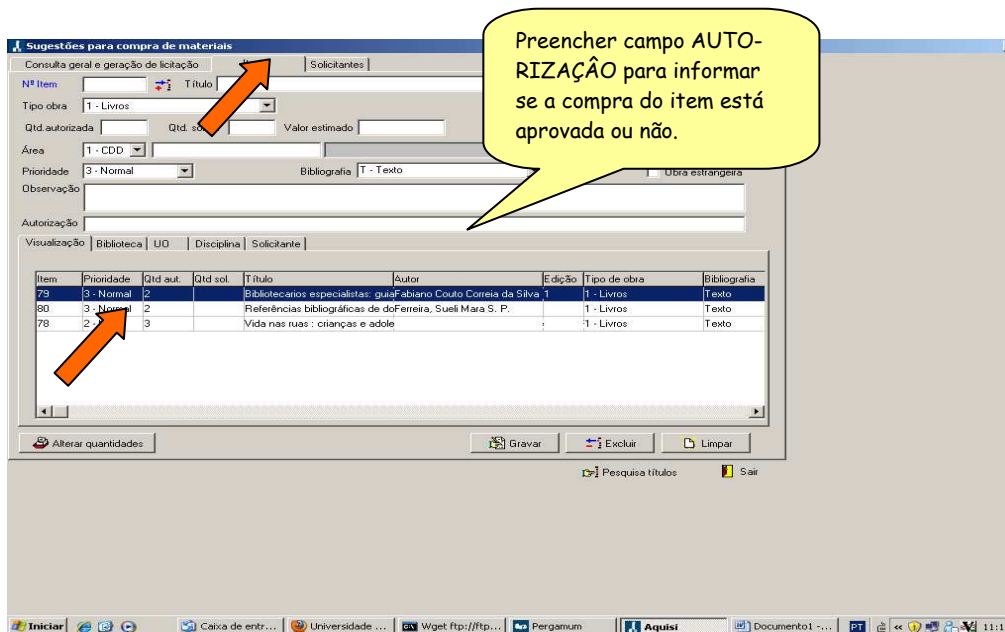 Sugestões para compra de materiais
Preencher campo AUTO-
RIZAÇÂO para informar
se a compra do item está
aprovada ou não.
Consulta geral e geração de licitação Solicitantes
Nº Item Título
Tipo obra 1 - Livros
Qtd.autorizada Qtd. Valor estimado
Área 1 - CDD
Prioridade 3 - Normal Bibliografia T - Texto Obra estrangeira
Observação
Autorização
Visualização Biblioteca UO Disciplina Solicitante
Item Prioridade Qtd aut. Qtd sol. Título Autor Edição Tipo de obra Bibliografia
79 3 - Normal 2 Bibliotecarios especialistas: guia Fabiano Couto Correia da Silva 1 1 - Livros Texto
80 3 - Normal 2 Referências bibliográficas de do Ferreira, Sueli Mara S. P. 1 - Livros Texto
78 2 - 3 Vida nas ruas : crianças e adole 1 - Livros Texto
Alterar quantidades Gravar Excluir Limpar
Pesquisa títulos Sair
Iniciar Caixa de entr... Universidade ... Wget ftp://ftp... Pergamum Aquisi Documento1 -... PT « 11:1